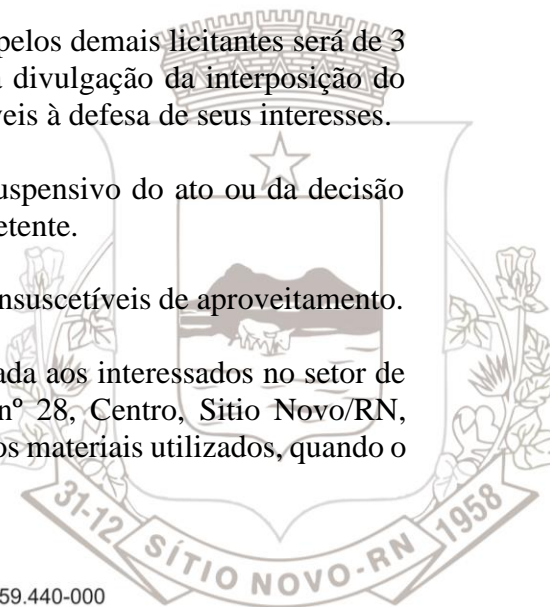 pelos demais licitantes será de 3
divulgação da interposição do
veis à defesa de seus interesses.
uspensivo do ato ou da decisão
etente.
nsuscetíveis de aproveitamento.
ada aos interessados no setor de
nº 28, Centro, Sitio Novo/RN,
os materiais utilizados, quando o
31-12 SÍTIO NOVO-RN 1958
59.440-000